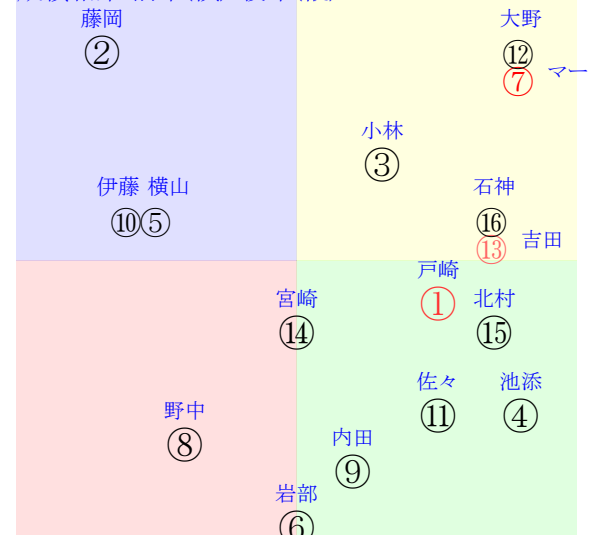 藤岡
大野
②
⑫
⑦
マー
小林
③
伊藤 横山
石神
⑩⑤
⑯
吉田
⑬
戸崎
宮崎
①
北村
⑭
⑮
佐々
池添
野中
⑪
④
内田
⑧
⑨
岩部
⑥